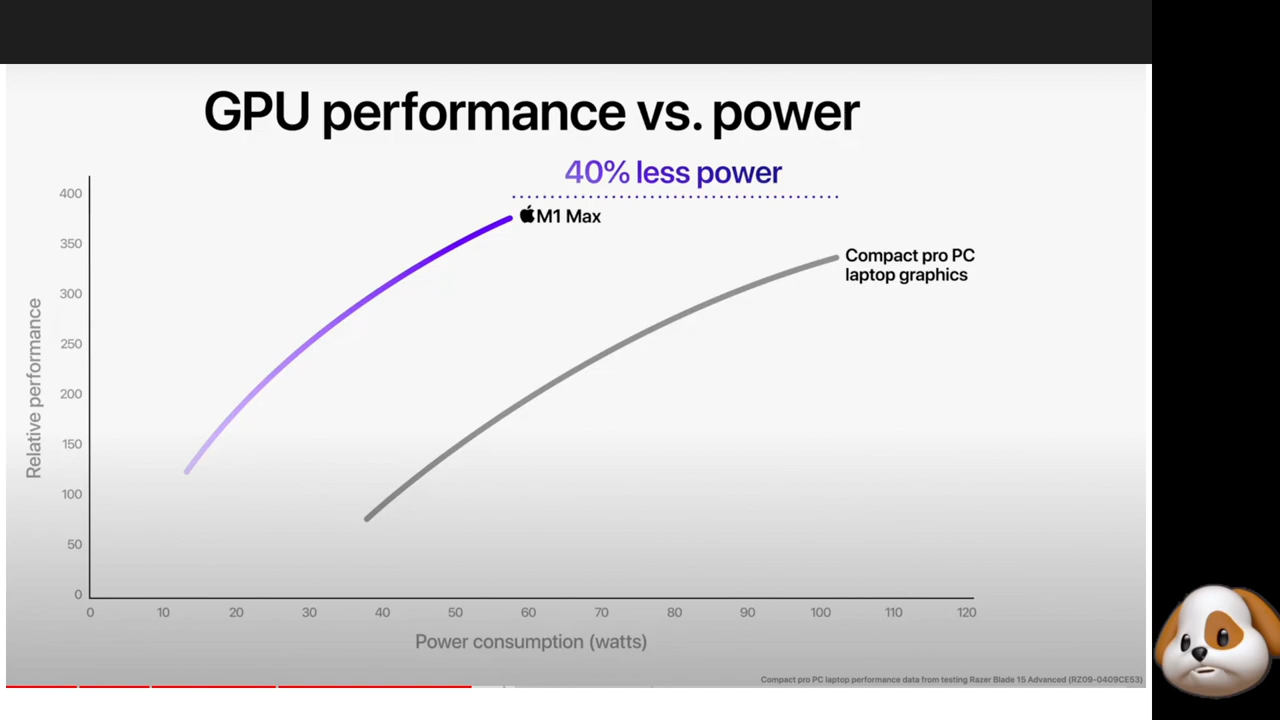 GPU performance vs. power
40% less power
M1 Max
Compact pro PC
laptop graphics
Relative performance
400
350
300
250
200
150
100
50
0
0 10 20 30 40 50 60 70 80 90 100 110 120
Power consumption (watts)
Compact pro PC laptop performance data from testing Razer Blade 15 Advanced (RZ09-0409CE53)